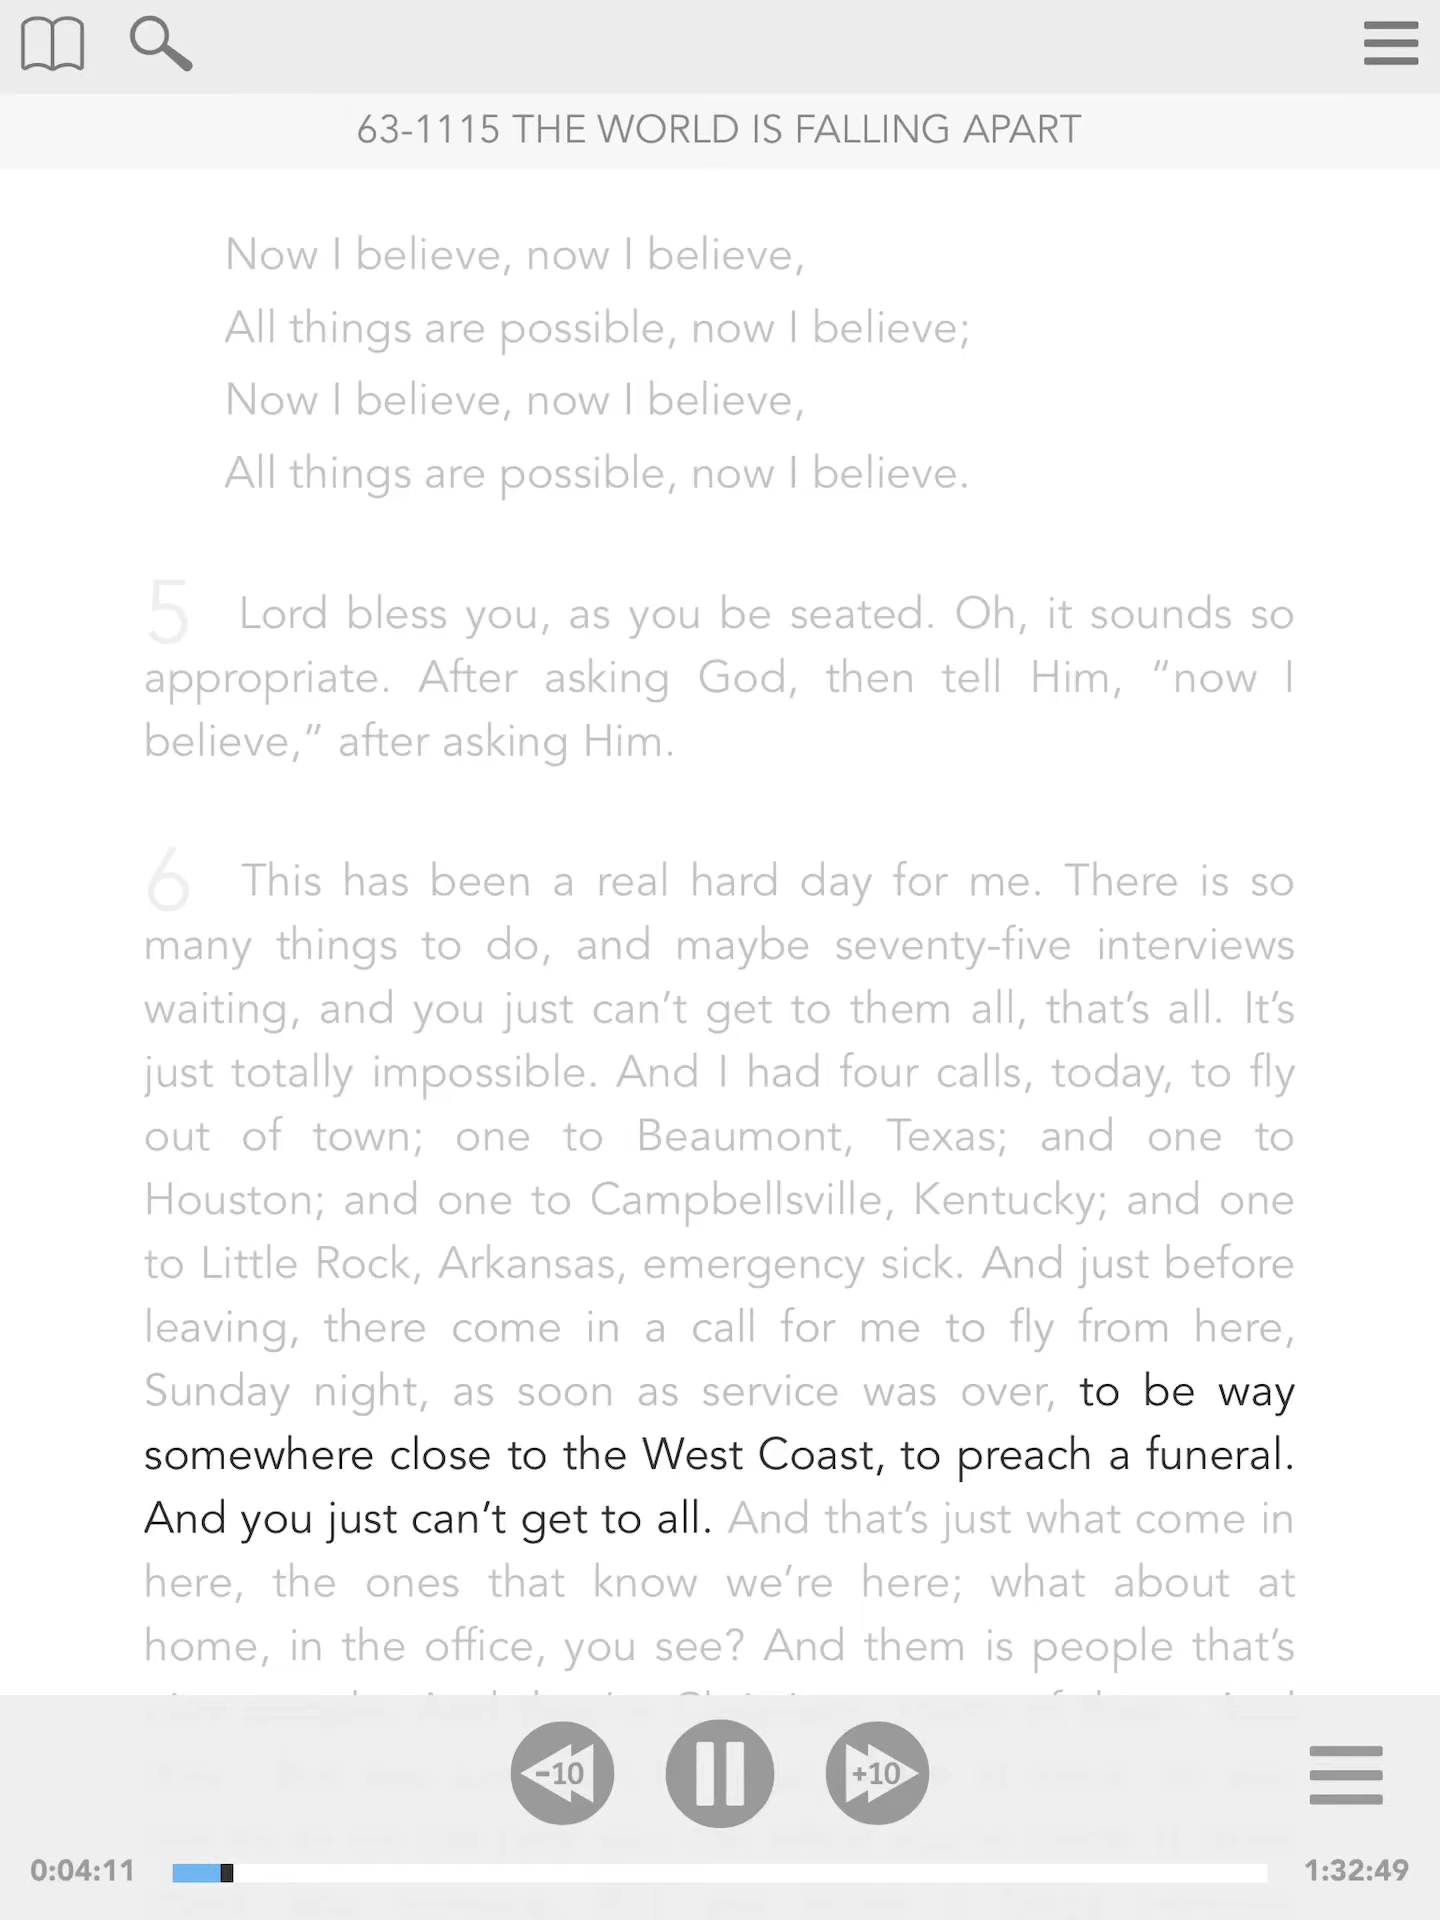 63-1115 THE WORLD IS FALLING APART
Now I believe, now I believe,
All things are possible, now I believe;
Now I believe, now I believe,
All things are possible, now I believe.
5 Lord bless you, as you be seated. Oh, it sounds so
appropriate. After asking God, then tell Him, “now I
believe,” after asking Him.
6 This has been a real hard day for me. There is so
many things to do, and maybe seventy-five interviews
waiting, and you just can’t get to them all, that’s all. It’s
just totally impossible. And I had four calls, today, to fly
out of town; one to Beaumont, Texas; and one to
Houston; and one to Campbellsville, Kentucky; and one
to Little Rock, Arkansas, emergency sick. And just before
leaving, there come in a call for me to fly from here,
Sunday night, as soon as service was over, to be way
somewhere close to the West Coast, to preach a funeral.
And you just can’t get to all. And that’s just what come in
here, the ones that know we’re here; what about at
home, in the office, you see? And them is people that’s
-10 +10
0:04:11 1:32:49